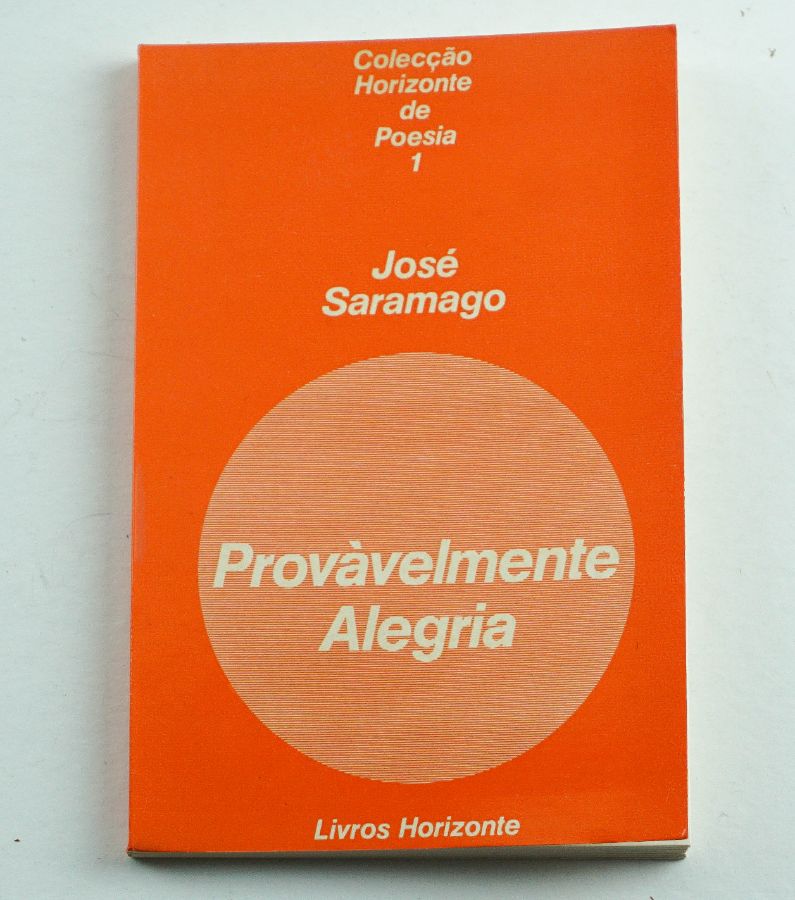 Colecção
Horizonte
de
Poesia
1
José
Saramago
Provàvelmente
Alegria
Livros Horizonte